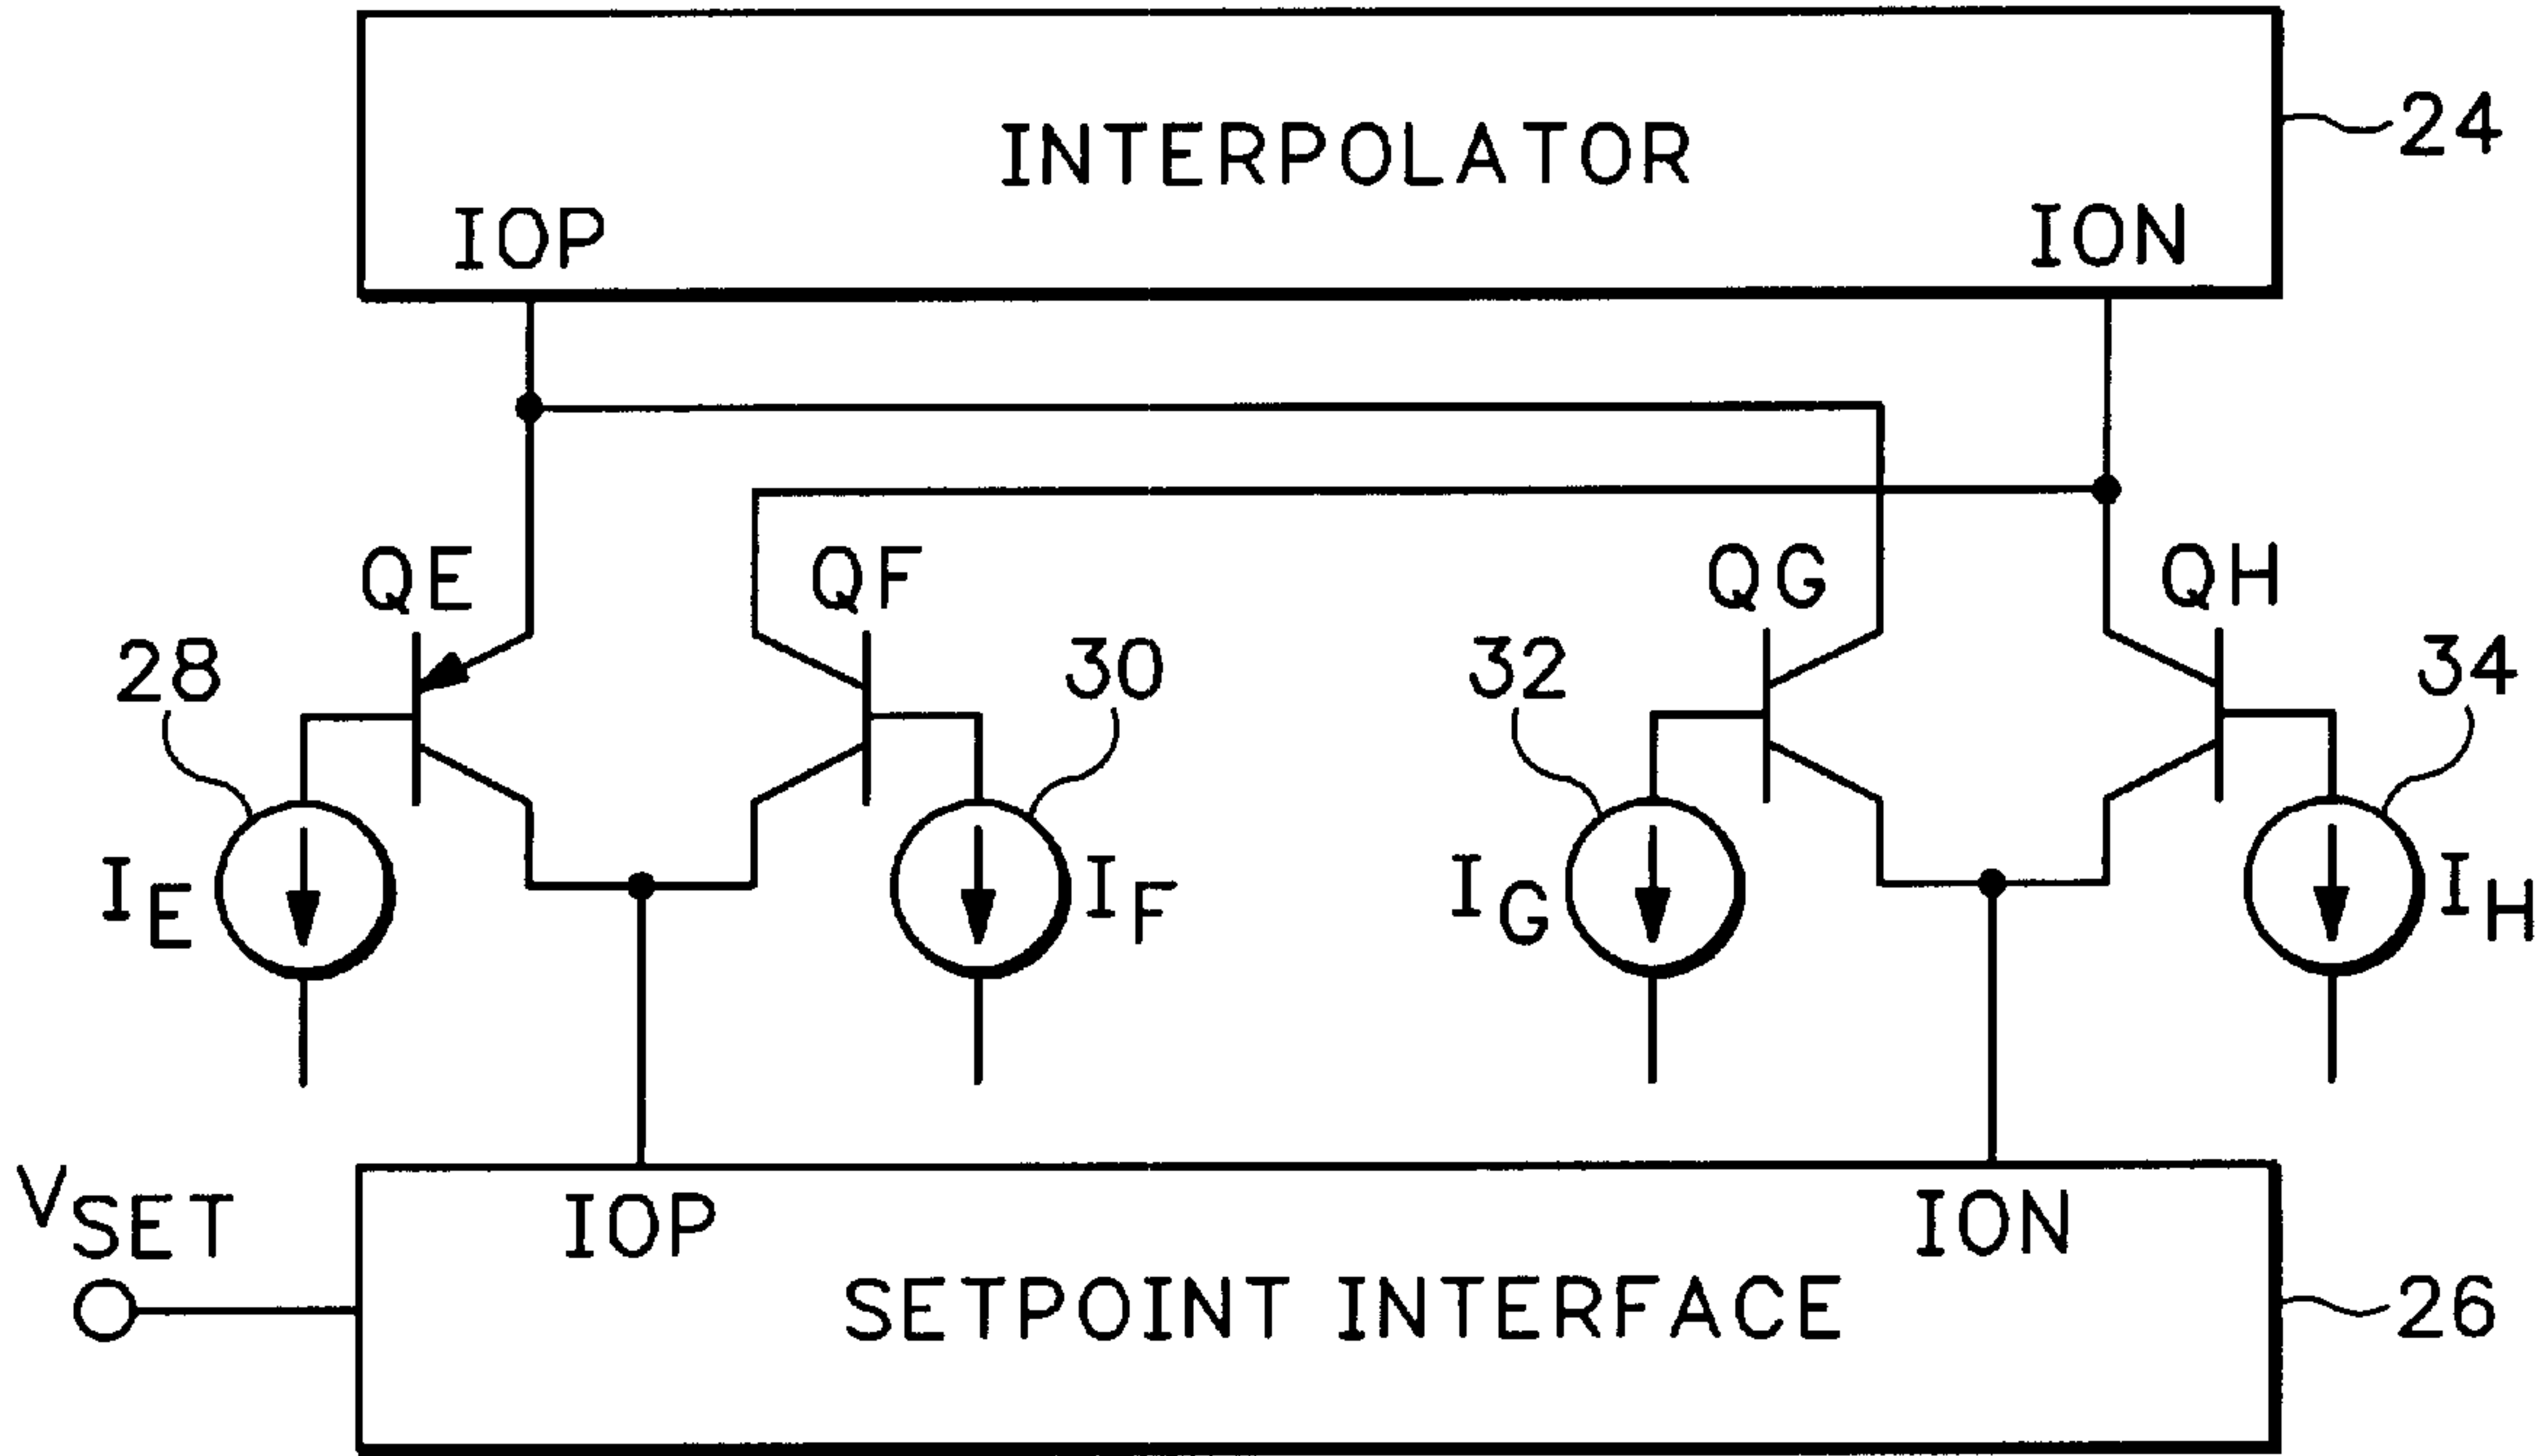 INTERPOLATOR
24
IOP
ION
QE
QF
QG
QH
28
30
32
34
IE
IF
IG
IH
VSET
IOP
ION
SETPOINT INTERFACE
26